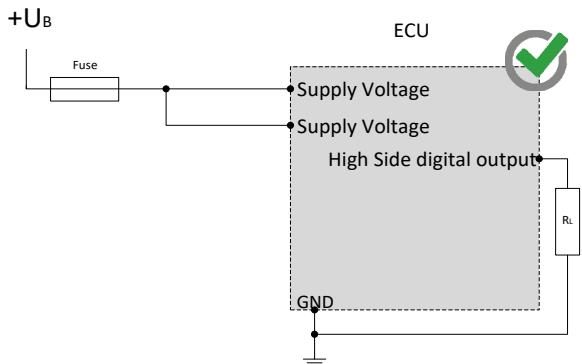 +UB
ECU
Fuse
Supply Voltage
Supply Voltage
High Side digital output
RL
GND